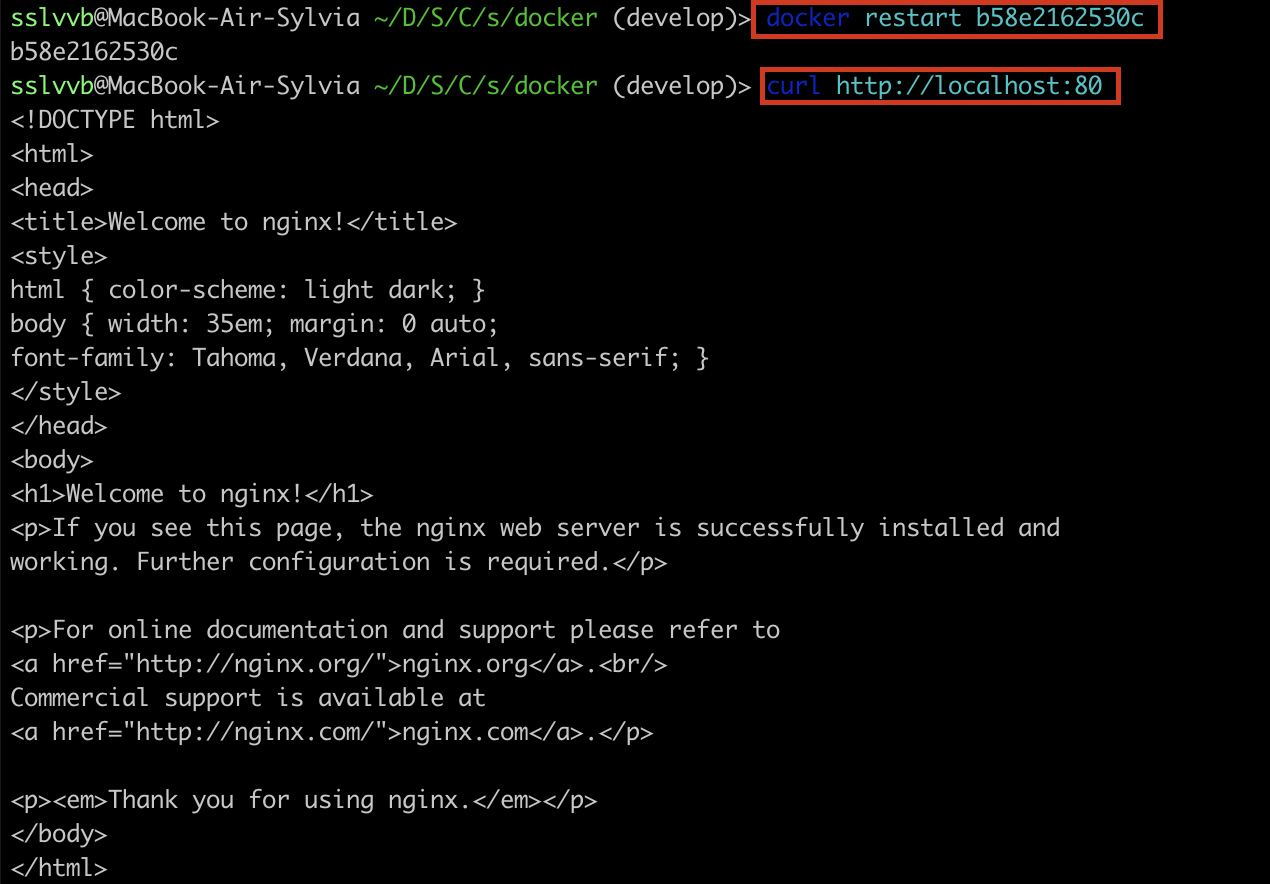 sslvvb@MacBook-Air-Sylvia ~/D/S/C/s/docker (develop)> docker restart b58e2162530c
b58e2162530c
sslvvb@MacBook-Air-Sylvia ~/D/S/C/s/docker (develop)> curl http://localhost:80
<!DOCTYPE html>
<html>
<head>
<title>Welcome to nginx!</title>
<style>
html { color-scheme: light dark; }
body { width: 35em; margin: 0 auto;
font-family: Tahoma, Verdana, Arial, sans-serif; }
</style>
</head>
<body>
<h1>Welcome to nginx!</h1>
<p>If you see this page, the nginx web server is successfully installed and
working. Further configuration is required.</p>

<p>For online documentation and support please refer to
<a href="http://nginx.org/">nginx.org</a>.<br/>
Commercial support is available at
<a href="http://nginx.com/">nginx.com</a>.</p>

<p><em>Thank you for using nginx.</em></p>
</body>
</html>